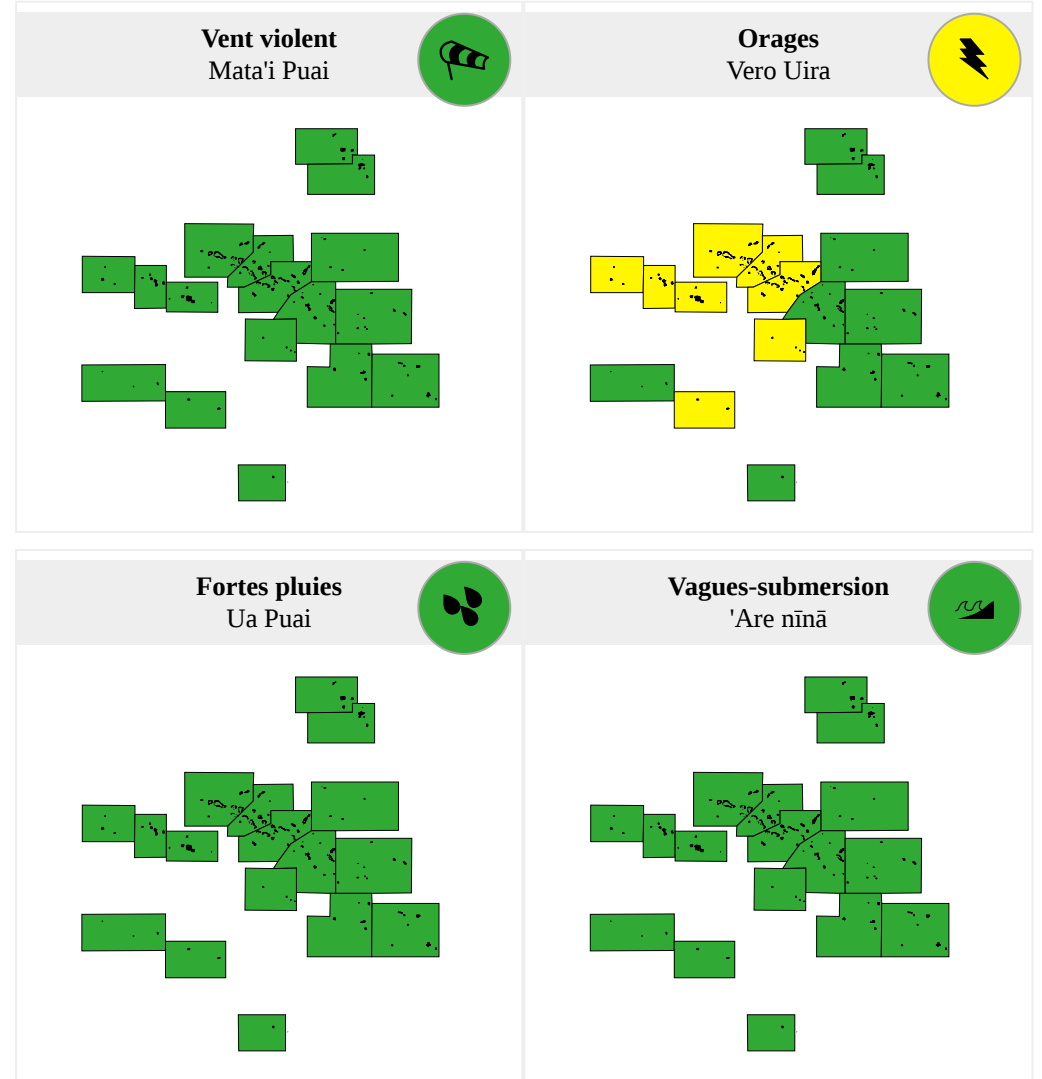 Vent violent
Mata'i Puai
Orages
Vero Uira
Fortes pluies
Ua Puai
Vagues-submersion
'Are nīnā